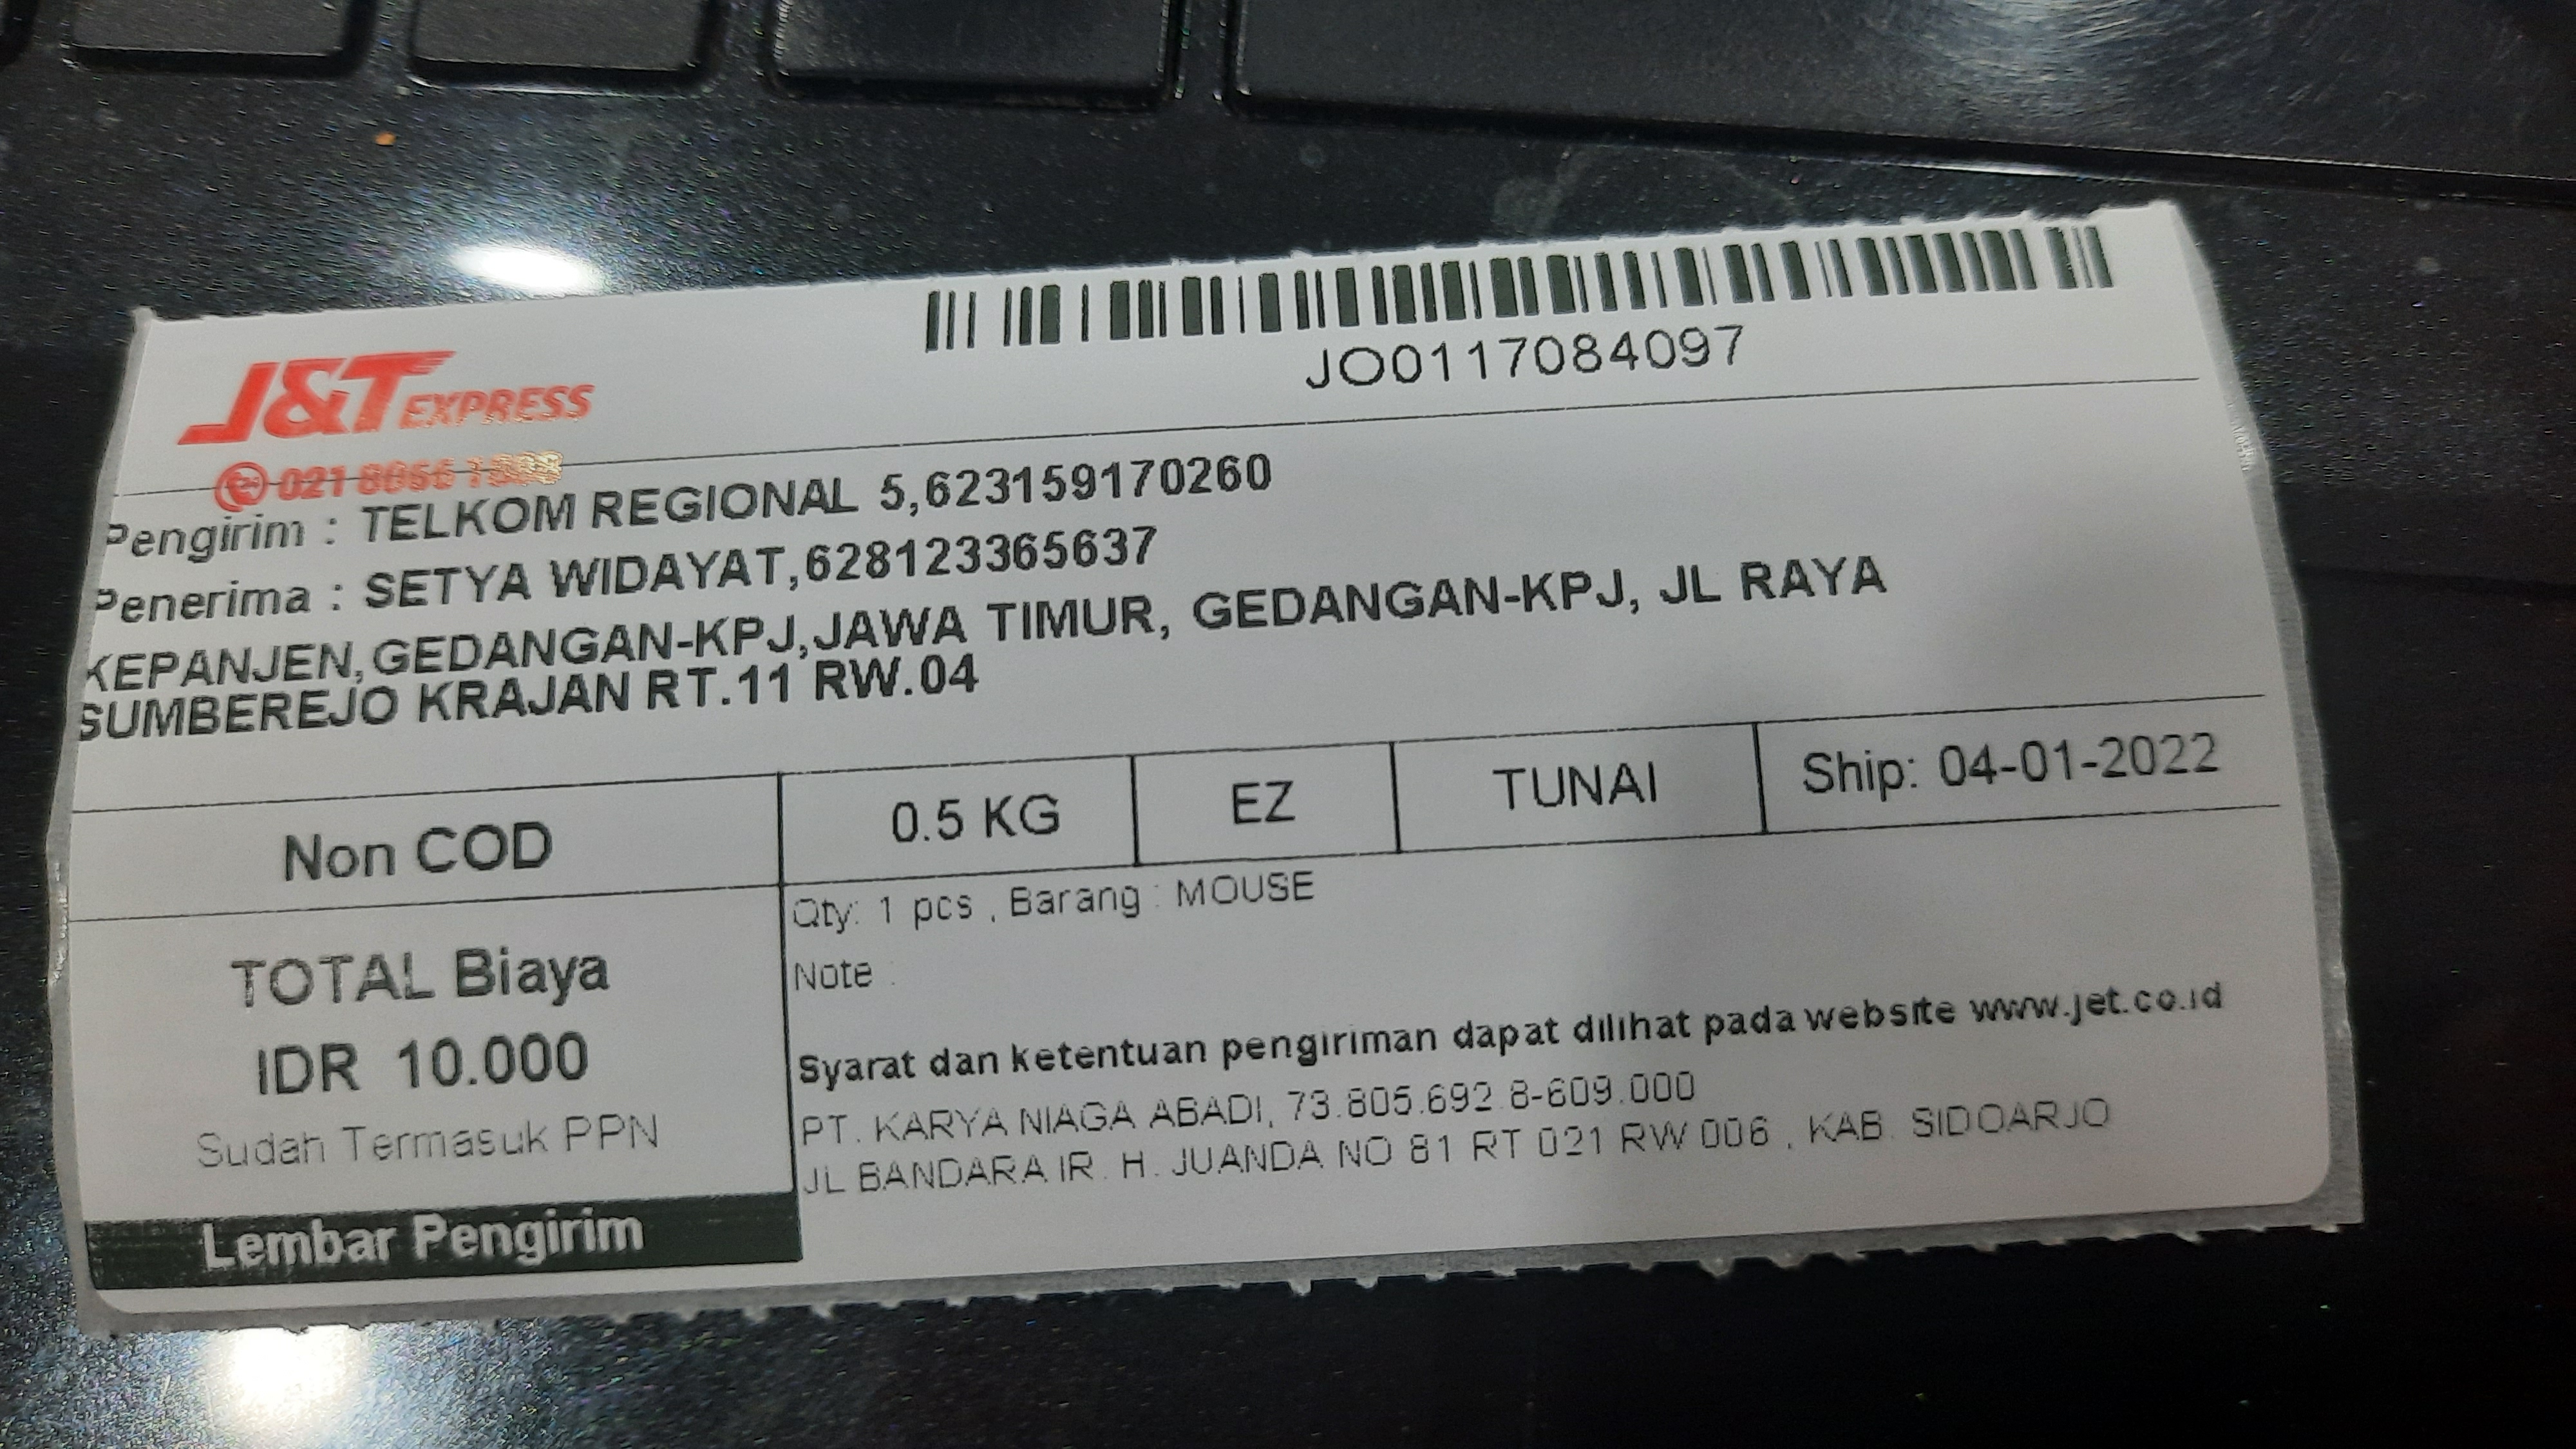 J&T EXPRESS
JO0117084097
021 8066 1
Pengirim : TELKOM REGIONAL 5,623159170260
Penerima : SETYA WIDAYAT,6281233365637
KEPANJEN,GEDANGAN-KPJ,JAWA TIMUR, GEDANGAN-KPJ, JL RAYA
SUMBEREJO KRAJAN RT.11 RW.04
Non COD
0.5 KG
EZ
TUNAI
Ship: 04-01-2022
TOTAL Biaya
IDR 10.000
Sudah Termasuk PPN
Lembar Pengirim
Qty: 1 pcs , Barang : MOUSE
Note :
Syarat dan ketentuan pengiriman dapat dilihat pada website www.jet.co.id
PT. KARYA NIAGA ABADI, 73.805.692.8-609.000
JL BANDARA IR. H. JUANDA NO 81 RT 021 RW 006 , KAB. SIDOARJO